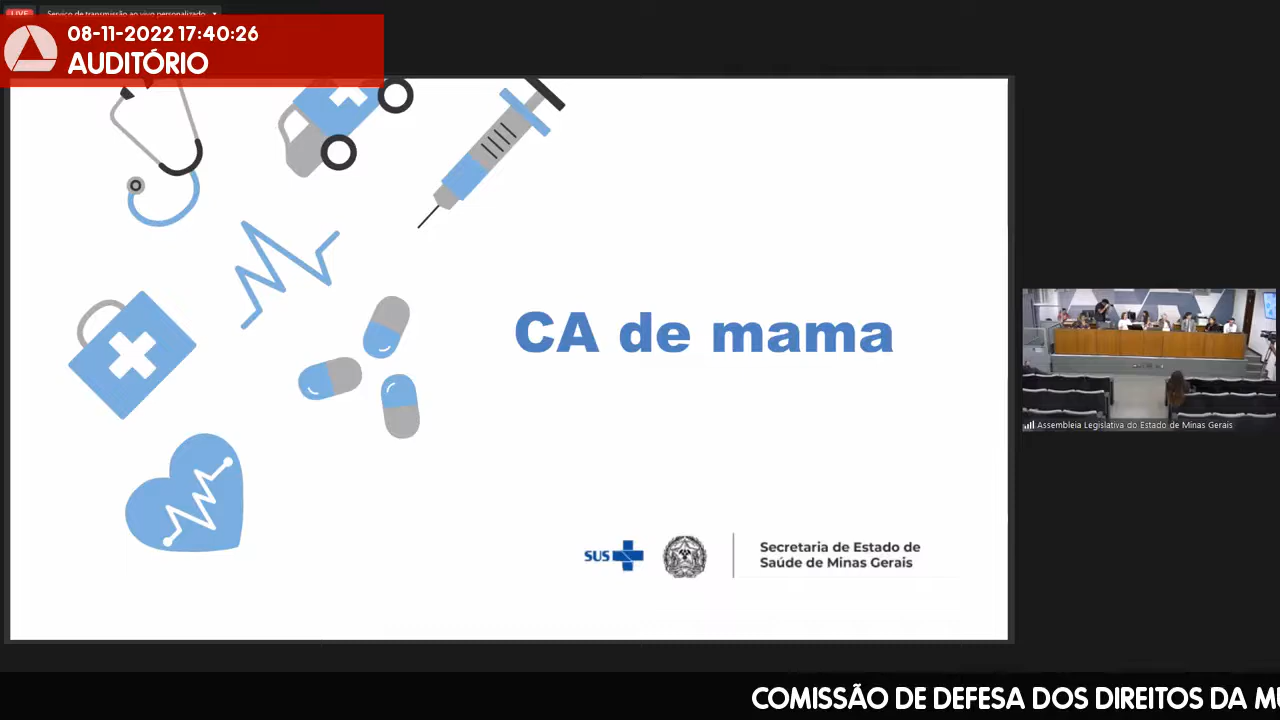 LIVE
Serviço de transmissão ao vivo personalizado
08-11-2022 17:40:26
AUDITÓRIO
CA de mama
SUS
Secretaria de Estado de
Saúde de Minas Gerais
Assembleia Legislativa do Estado de Minas Gerais
COMISSÃO DE DEFESA DOS DIREITOS DA M